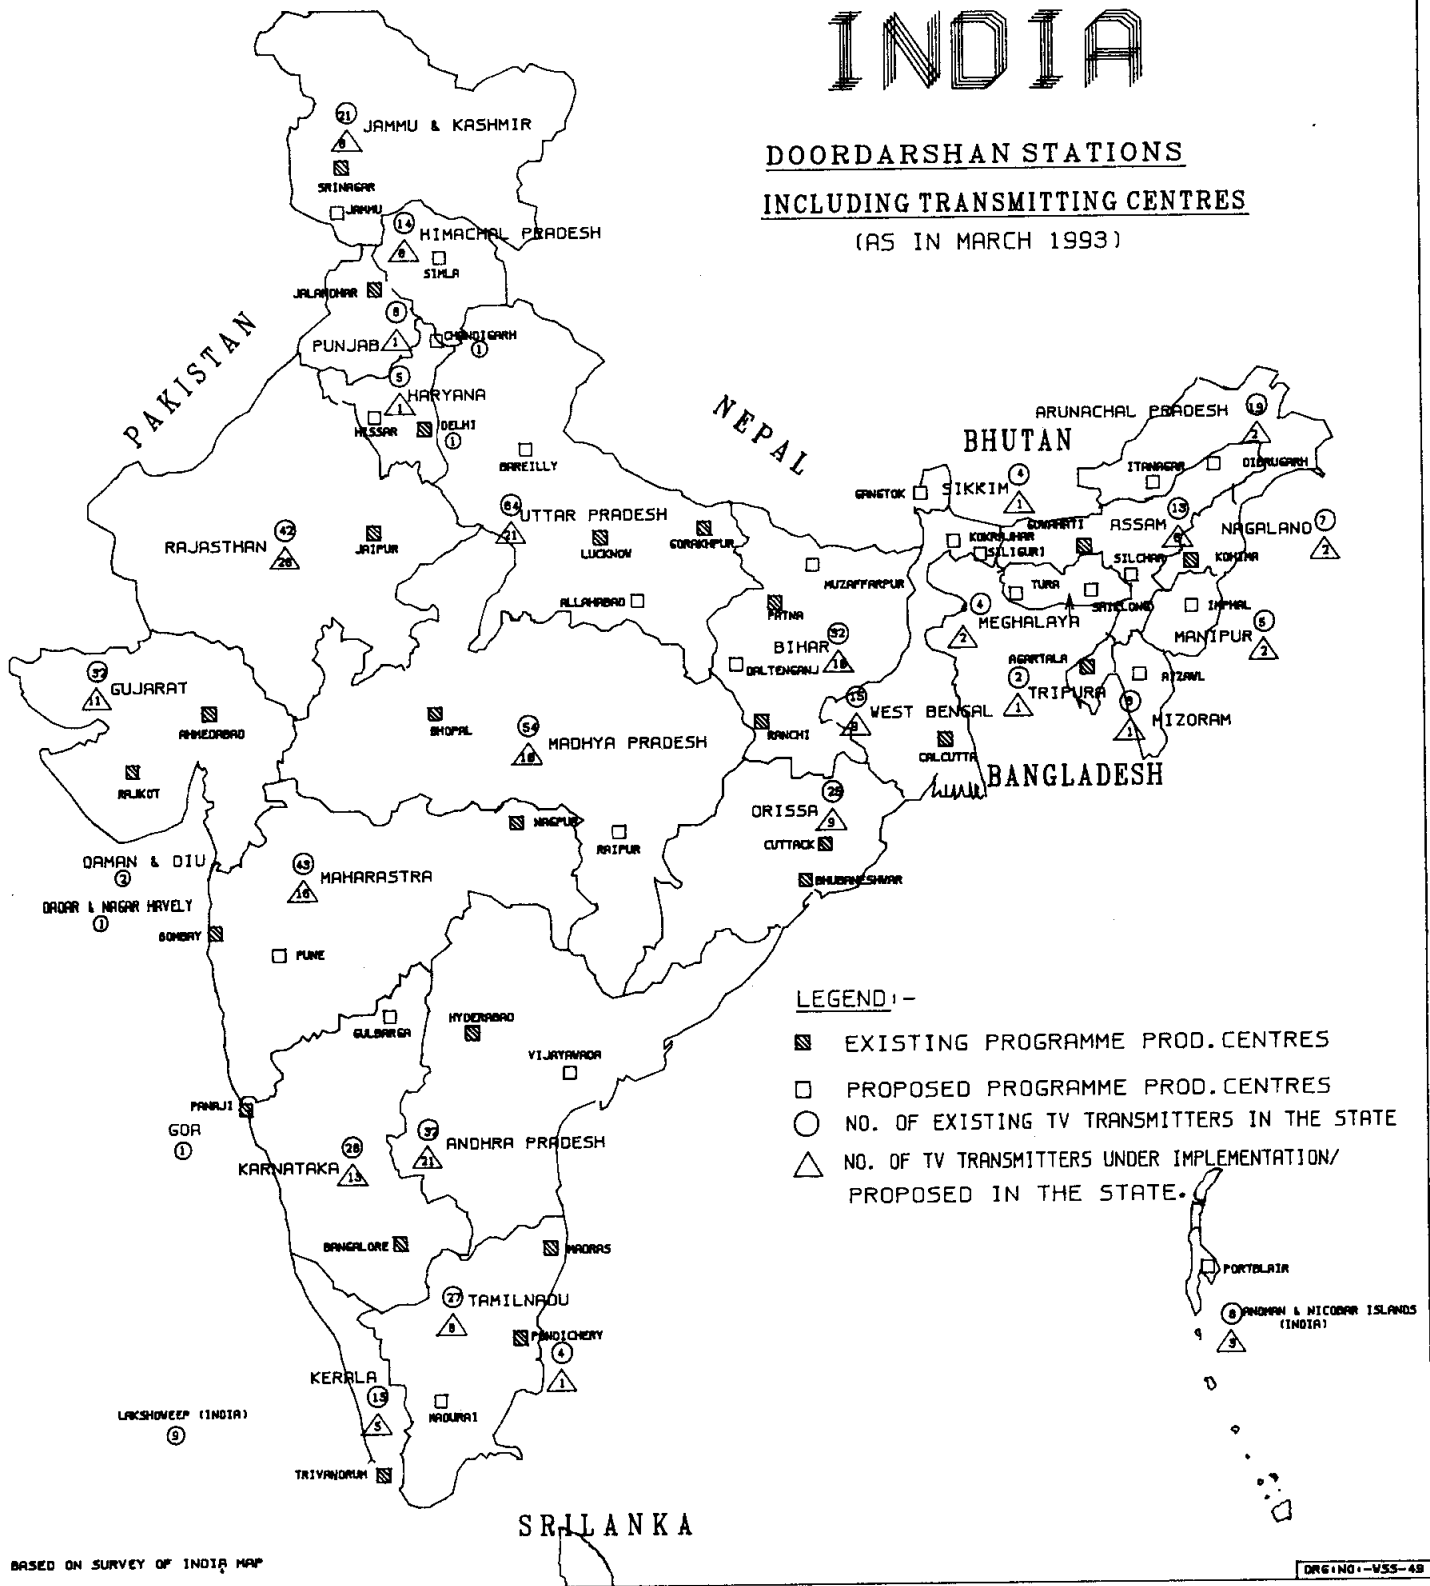 INDIA
DOORDARSHAN STATIONS
INCLUDING TRANSMITTING CENTRES
(AS IN MARCH 1993)
21
JAMMU & KASHMIR
SRINAGAR
JAMMU
14
HIMACHAL PRADESH
SIMLA
JALANDHAR
PUNJAB
1
CHANDIGARH
1
PAKISTAN
5
HARYANA
1
HISSAR
DELHI
1
NEPAL
BAREILLY
ARUNACHAL PRADESH
19
2
BHUTAN
ITANAGAR
DIBRUGARH
GANGTOK
SIKKIM
4
1
UTTAR PRADESH
21
LUCKNOW
GORAKHPUR
RAJASTHAN
42
JAIPUR
GUWAHATI
ASSAM
13
NAGALAND
7
2
KOKRAJHAR
SILIGURI
SILCHAR
KOHIMA
MUZAFFARPUR
TURA
IMPHAL
ALLAHABAD
PATNA
4
MEGHALAYA
2
MANIPUR
5
2
BIHAR
32
18
DALTENGANJ
AGARTALA
2
TRIPURA
1
AIZAWL
MIZORAM
1
37
GUJARAT
11
AHMEDABAD
BHOPAL
54
MADHYA PRADESH
RANCHI
15
WEST BENGAL
CALCUTTA
BANGLADESH
RAJKOT
ORISSA
9
NAGPUR
RAIPUR
CUTTACK
DAMAN & DIU
2
43
MAHARASTRA
16
BHUBANESHWAR
DADAR & NAGAR HAVELY
1
BOMBAY
PUNE
GULBARGA
HYDERABAD
VIJAYAWADA
LEGEND:-
EXISTING PROGRAMME PROD.CENTRES
PROPOSED PROGRAMME PROD.CENTRES
NO. OF EXISTING TV TRANSMITTERS IN THE STATE
NO. OF TV TRANSMITTERS UNDER IMPLEMENTATION/
PROPOSED IN THE STATE.
PANAJI
GOA
1
KARNATAKA
13
37
ANDHRA PRADESH
21
BANGALORE
MADRAS
PORTBLAIR
27
TAMILNADU
PONDICHERY
4
1
ANDMAN & NICOBAR ISLANDS
(INDIA)
KERALA
15
5
MADURAI
LAKSHDWEEP (INDIA)
9
TRIVANDRUM
SRILANKA
BASED ON SURVEY OF INDIA MAP
DRG:NO:-VSS-49